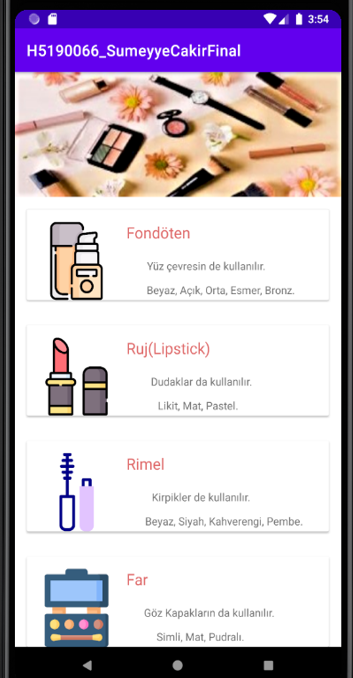 3:54
H5190066_SumeyyeCakirFinal
Fondöten
Yüz çevresin de kullanılır.
Beyaz, Açık, Orta, Esmer, Bronz.
Ruj(Lipstick)
Dudaklar da kullanılır.
Likit, Mat, Pastel.
Rimel
Kirpikler de kullanılır.
Beyaz, Siyah, Kahverengi, Pembe.
Far
Göz Kapakların da kullanılır.
Simli, Mat, Pudralı.